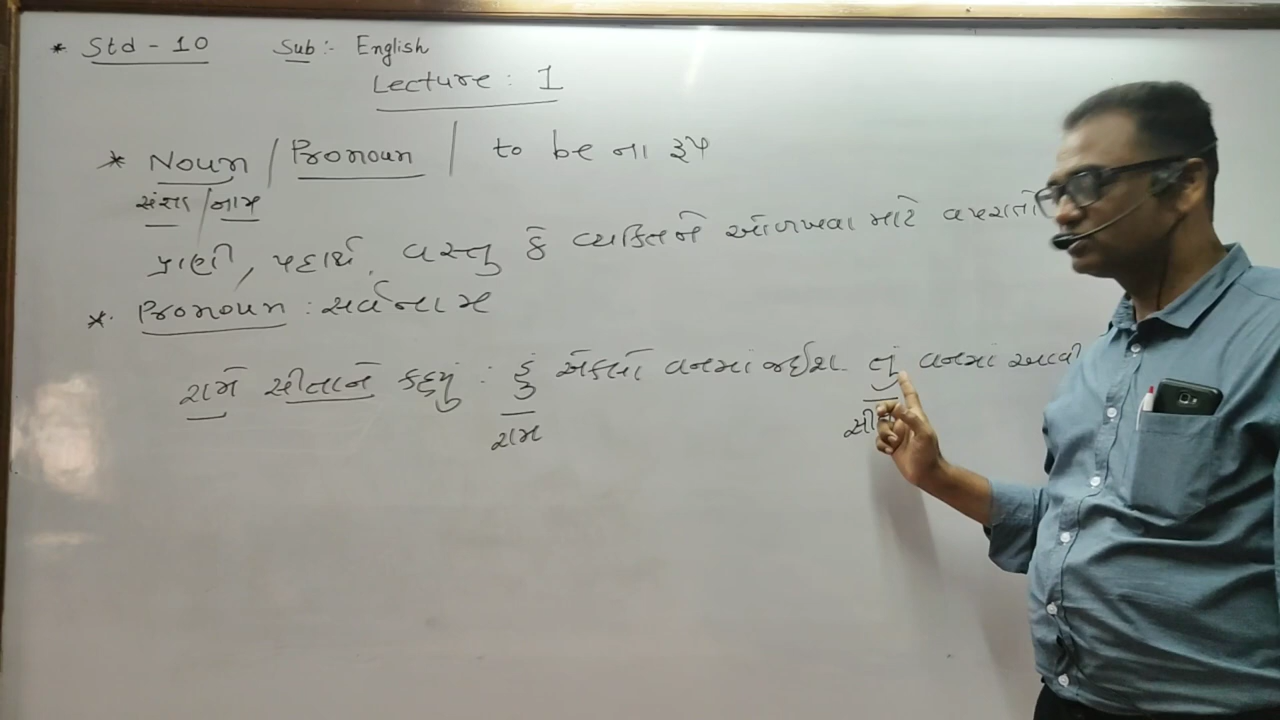 * Std - 10 Sub :- English
Lecture : 1
* Noun / Pronoun | to be ના રૂપ
સંજ્ઞા / નામ
પ્રાણી, પદાર્થ, વસ્તુ કે વ્યક્તિને ઓળખવા માટે વપરાતો
* Pronoun : સર્વનામ
રામે સીતાને કહ્યું : હું એકલો વનમાં જઈશ તું વનમાં આવી
રામ